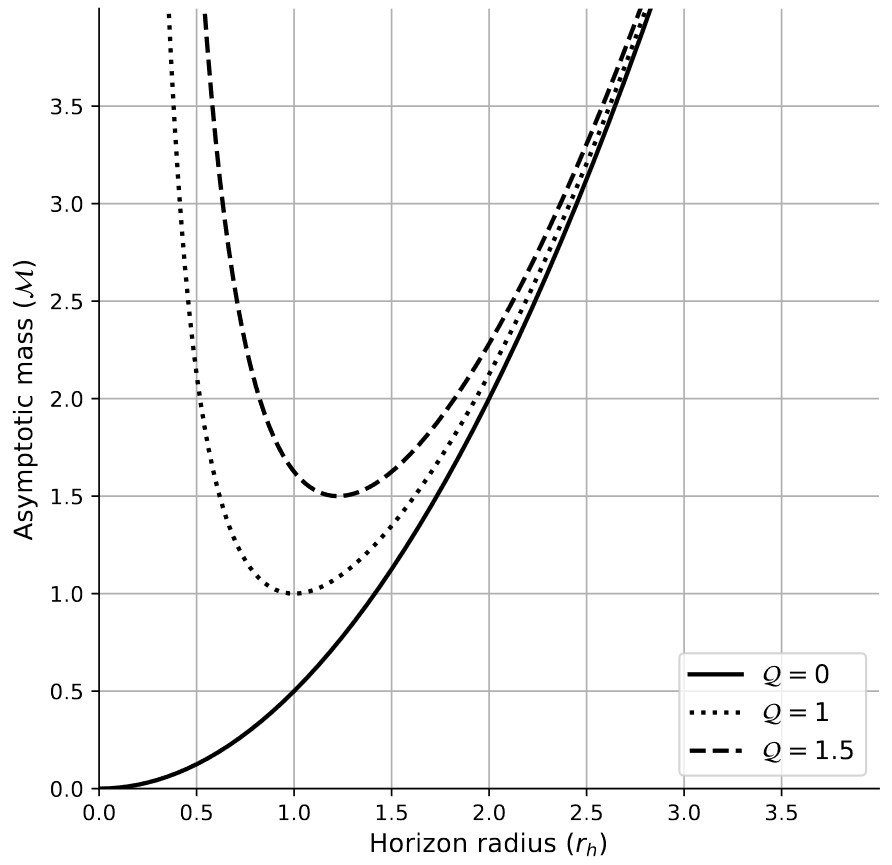 3.5
3.0
2.5
2.0
1.5
1.0
0.5
0.0
Asymptotic mass (ℳ)
0.0 0.5 1.0 1.5 2.0 2.5 3.0 3.5
Horizon radius (r_h)
𝒬 = 0
𝒬 = 1
𝒬 = 1.5